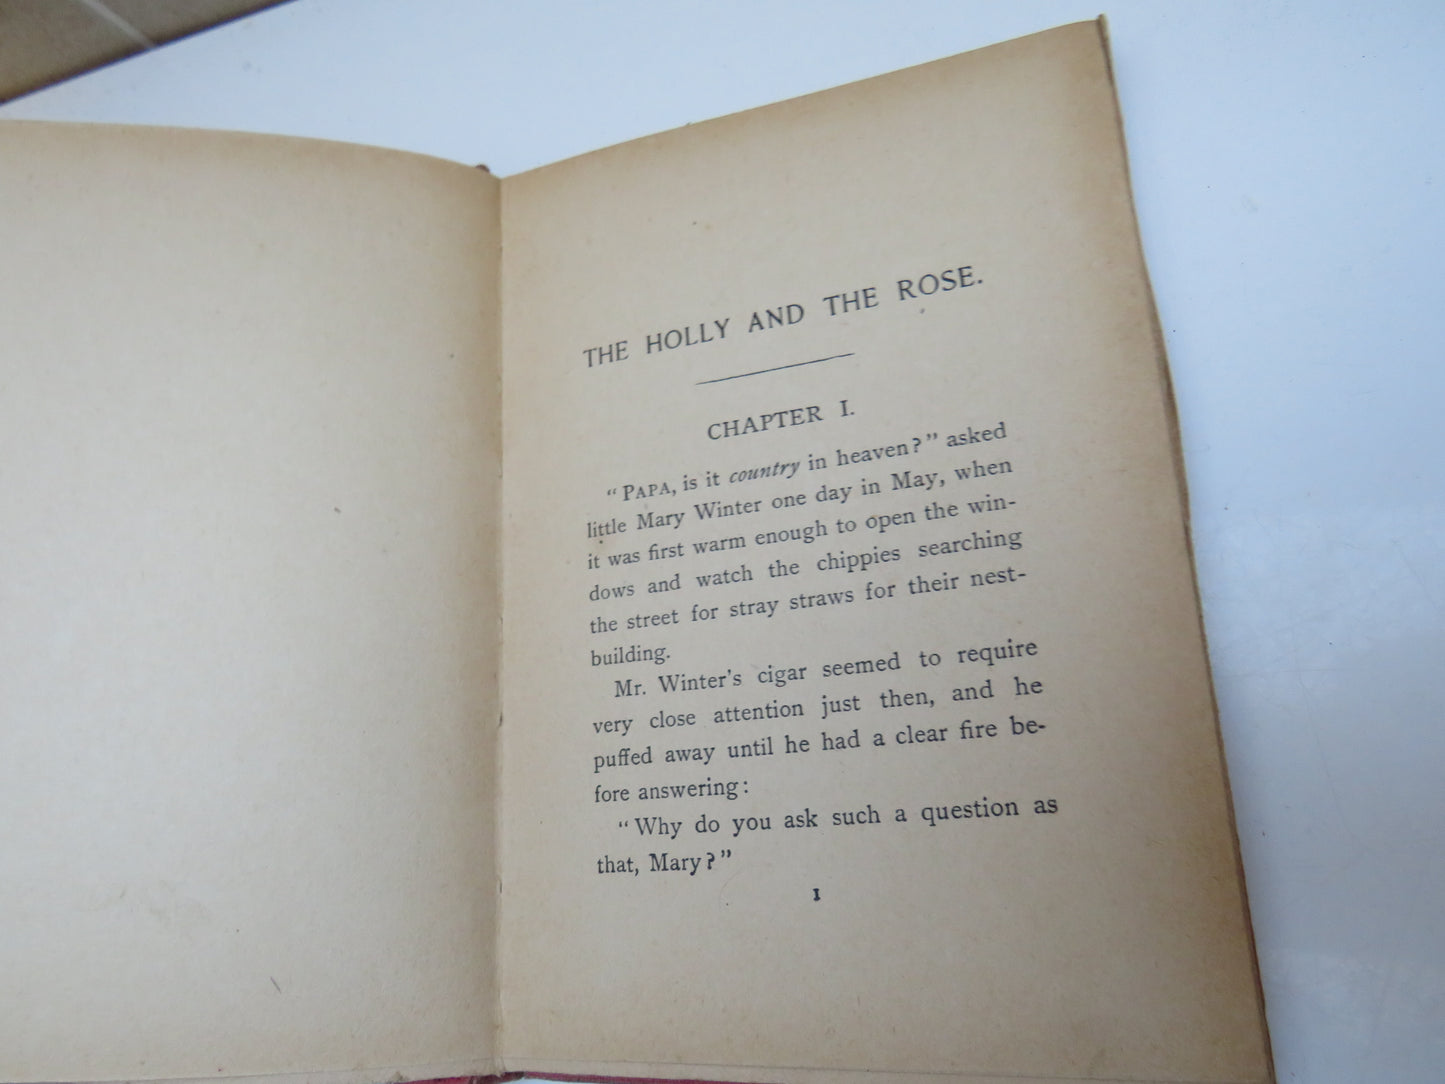 THE HOLLY AND THE ROSE.
CHAPTER I.
“ PAPA, is it country in heaven?” asked
little Mary Winter one day in May, when
it was first warm enough to open the win-
dows and watch the chippies searching
the street for stray straws for their nest-
building.
Mr. Winter’s cigar seemed to require
very close attention just then, and he
puffed away until he had a clear fire be-
fore answering:
“Why do you ask such a question as
that, Mary?”
1